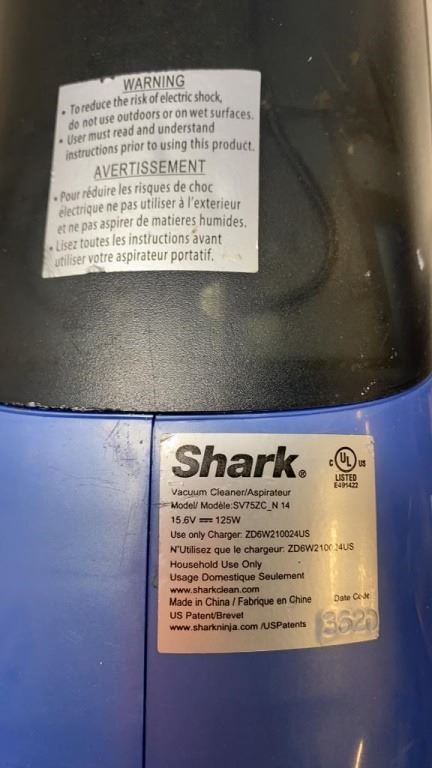 WARNING
• To reduce the risk of electric shock,
do not use outdoors or on wet surfaces.
• User must read and understand
instructions prior to using this product.
AVERTISSEMENT
• Pour réduire les risques de choc
électrique ne pas utiliser à l'exterieur
et ne pas aspirer de matieres humides.
• Lisez toutes les instructions avant
utiliser votre aspirateur portatif.
Shark®
C UL US
LISTED
E491422
Vacuum Cleaner/Aspirateur
Model/ Modèle:SV75ZC_N 14
15.6V ⎓ 125W
Use only Charger: ZD6W210024US
N'Utilisez que le chargeur: ZD6W210024US
Household Use Only
Usage Domestique Seulement
www.sharkclean.com
Made in China / Fabrique en Chine
Date Code
US Patent/Brevet
www.sharkninja.com /USPatents